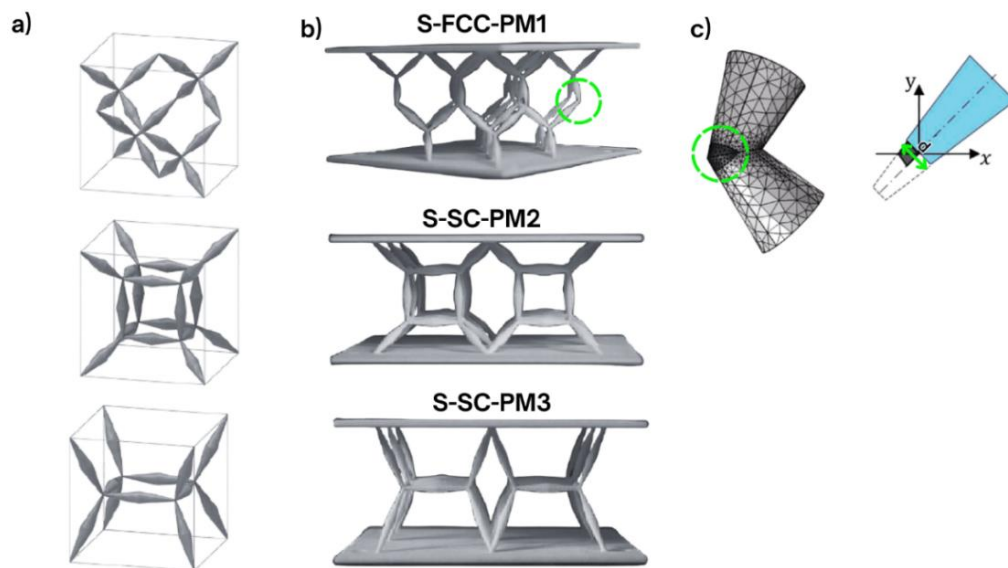 a)
b)
S-FCC-PM1
c)
y
d
x
S-SC-PM2
S-SC-PM3